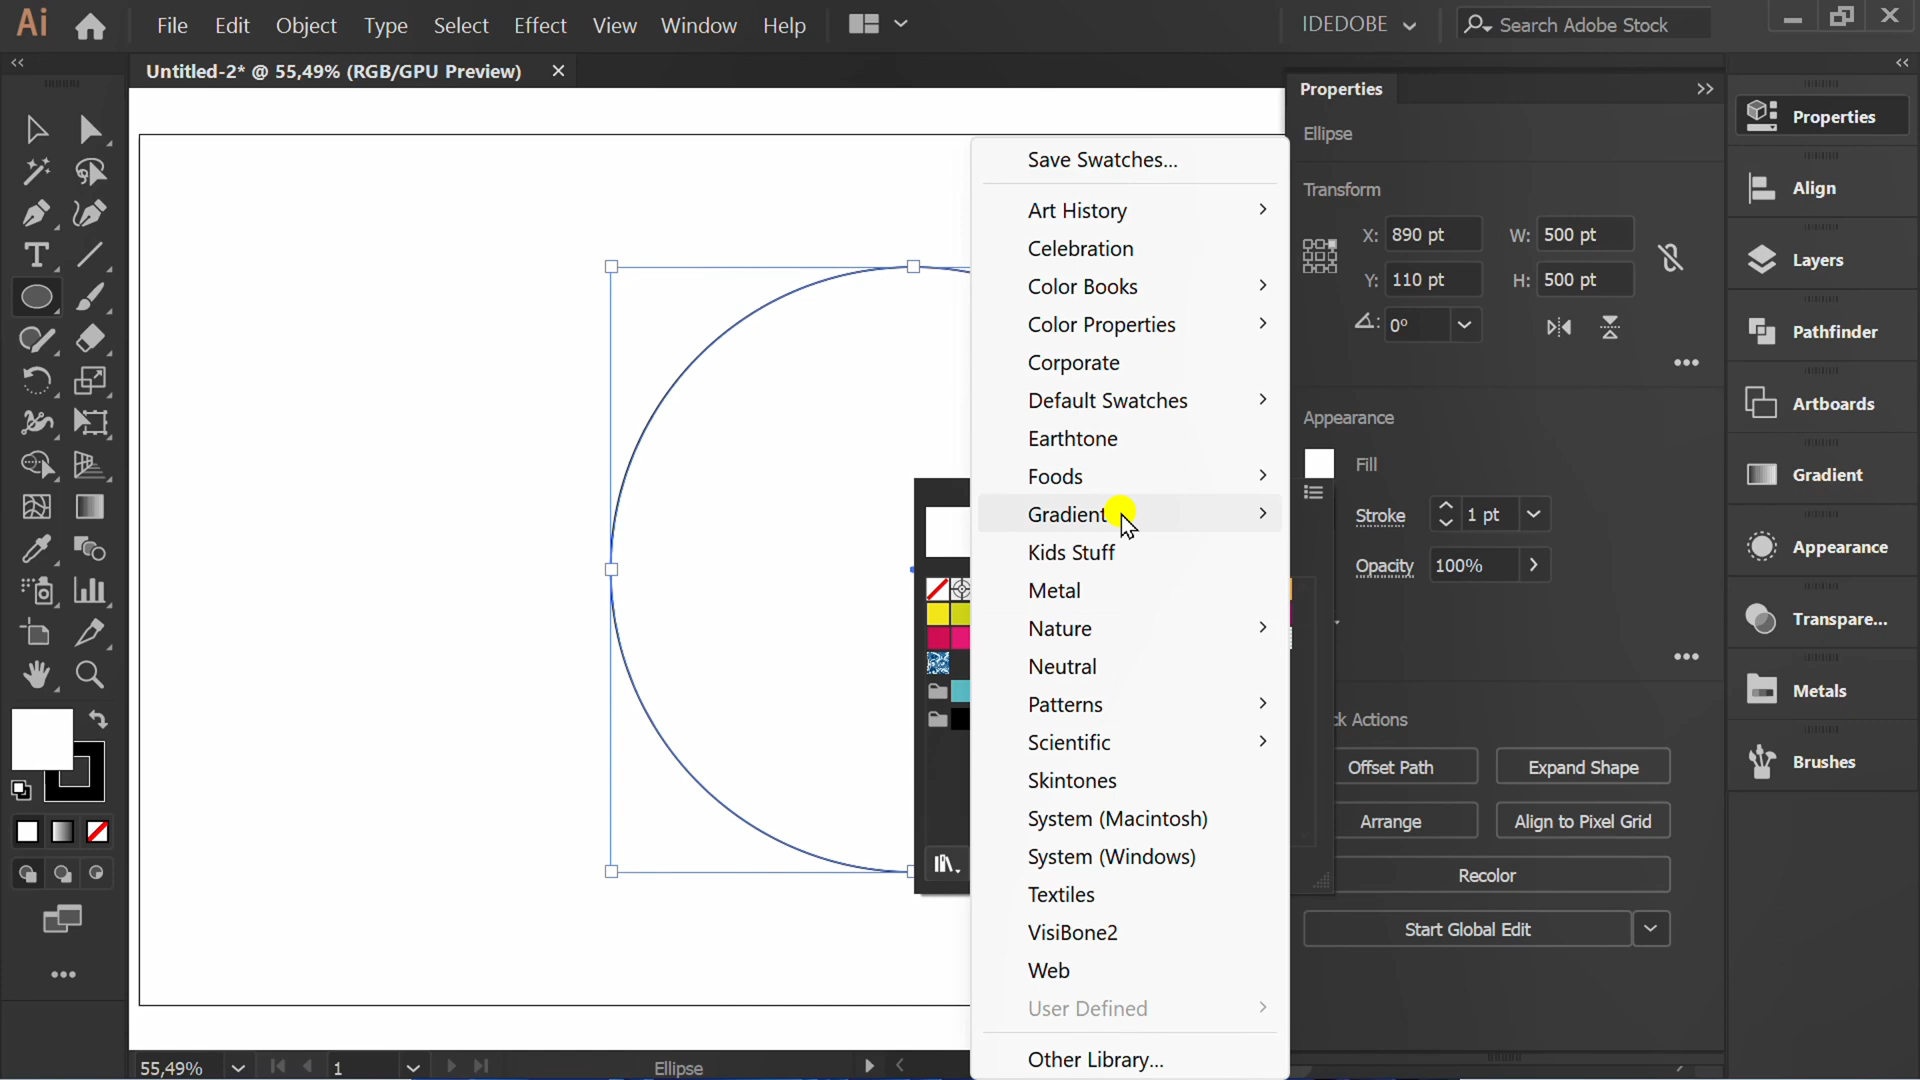 Ai
File Edit Object Type Select Effect View Window Help
IDEDOBE
Search Adobe Stock
Untitled-2* @ 55,49% (RGB/GPU Preview)
Save Swatches...
Art History
Celebration
Color Books
Color Properties
Corporate
Default Swatches
Earthtone
Foods
Gradient
Kids Stuff
Metal
Nature
Neutral
Patterns
Scientific
Skintones
System (Macintosh)
System (Windows)
Textiles
VisiBone2
Web
User Defined
Other Library...
Properties
Ellipse
Transform
X: 890 pt W: 500 pt
Y: 110 pt H: 500 pt
0°
Appearance
Fill
Stroke 1 pt
Opacity 100%
k Actions
Offset Path Expand Shape
Arrange Align to Pixel Grid
Recolor
Start Global Edit
Properties
Align
Layers
Pathfinder
Artboards
Gradient
Appearance
Transpare...
Metals
Brushes
55,49% 1 Ellipse